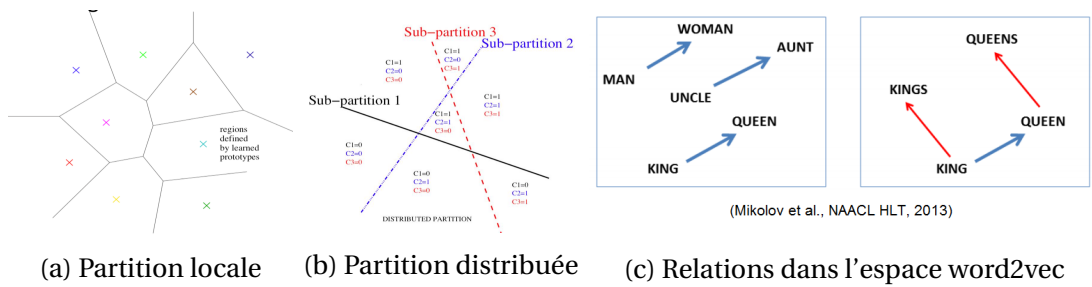 regions
defined
by learned
prototypes
(a) Partition locale
Sub-partition 3
Sub-partition 2
Sub-partition 1
C1=1
C2=0
C3=0
C1=1
C2=0
C3=1
C1=1
C2=1
C3=0
C1=1
C2=1
C3=1
C1=0
C2=0
C3=0
C1=0
C2=1
C3=0
C1=0
C2=1
C3=1
DISTRIBUTED PARTITION
(b) Partition distribuée
WOMAN
AUNT
MAN
UNCLE
QUEEN
KING
QUEENS
KINGS
QUEEN
KING
(Mikolov et al., NAACL HLT, 2013)
(c) Relations dans l'espace word2vec